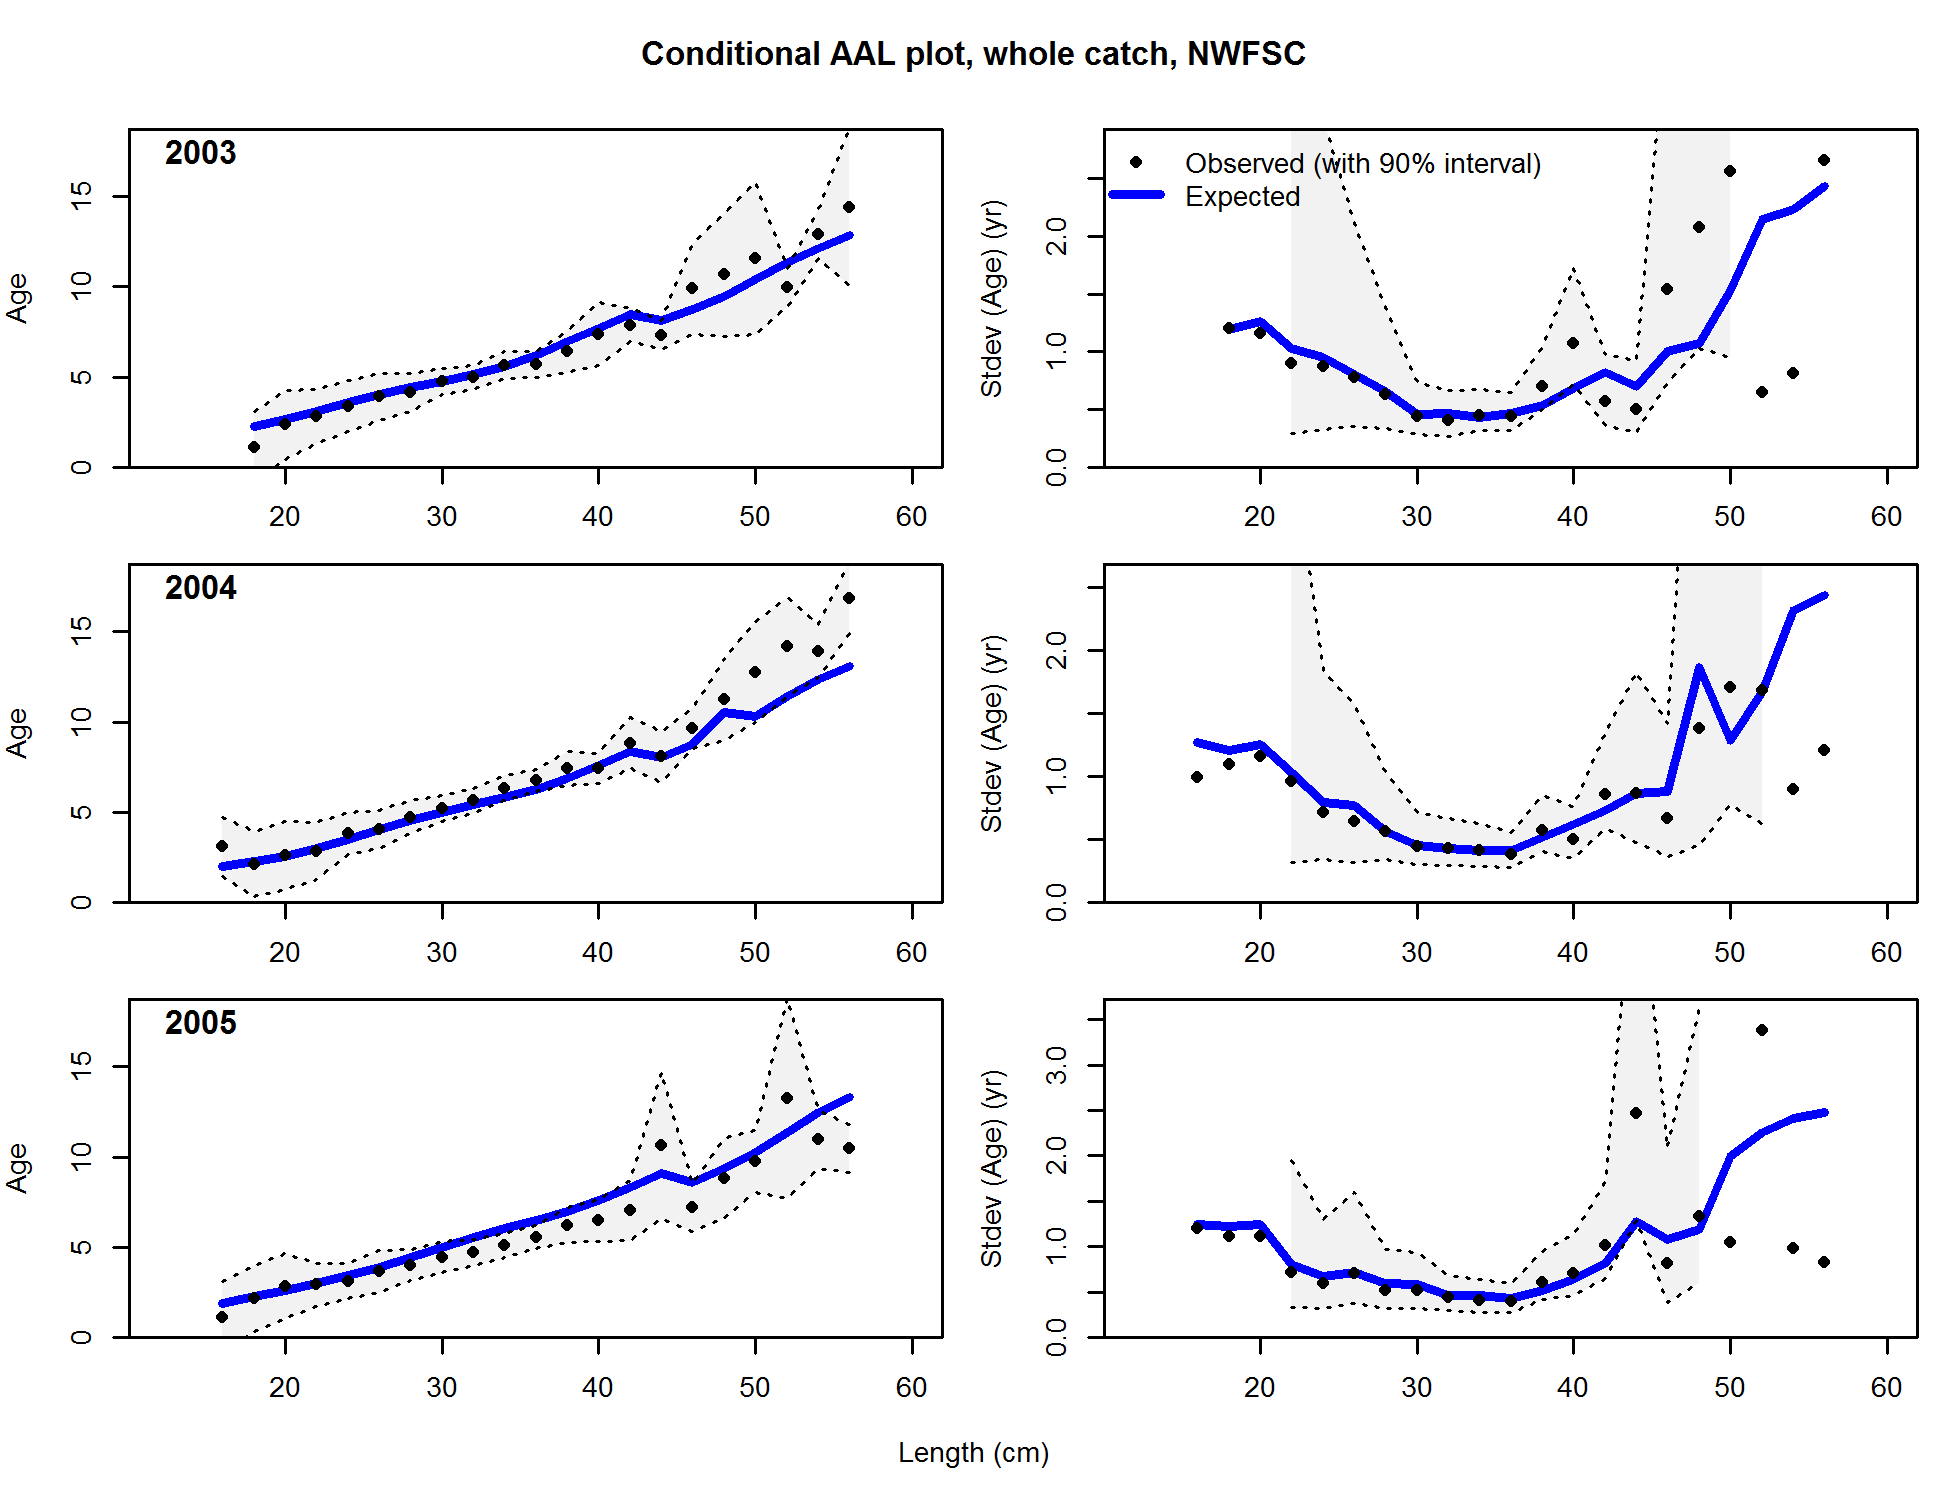 Conditional AAL plot, whole catch, NWFSC
2003
Age
0 5 10 15
20 30 40 50 60
Observed (with 90% interval)
Expected
Stdev (Age) (yr)
0.0 1.0 2.0
20 30 40 50 60
2004
Age
0 5 10 15
20 30 40 50 60
Stdev (Age) (yr)
0.0 1.0 2.0
20 30 40 50 60
2005
Age
0 5 10 15
20 30 40 50 60
Stdev (Age) (yr)
0.0 1.0 2.0 3.0
20 30 40 50 60
Length (cm)